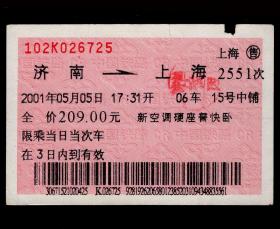 102K026725
上海 售
济南 → 上海 2551次
2001年05月05日 17:31开 06车 15号中铺
全价209.00元 新空调硬座普快卧
限乘当日当次车
在3日内到有效